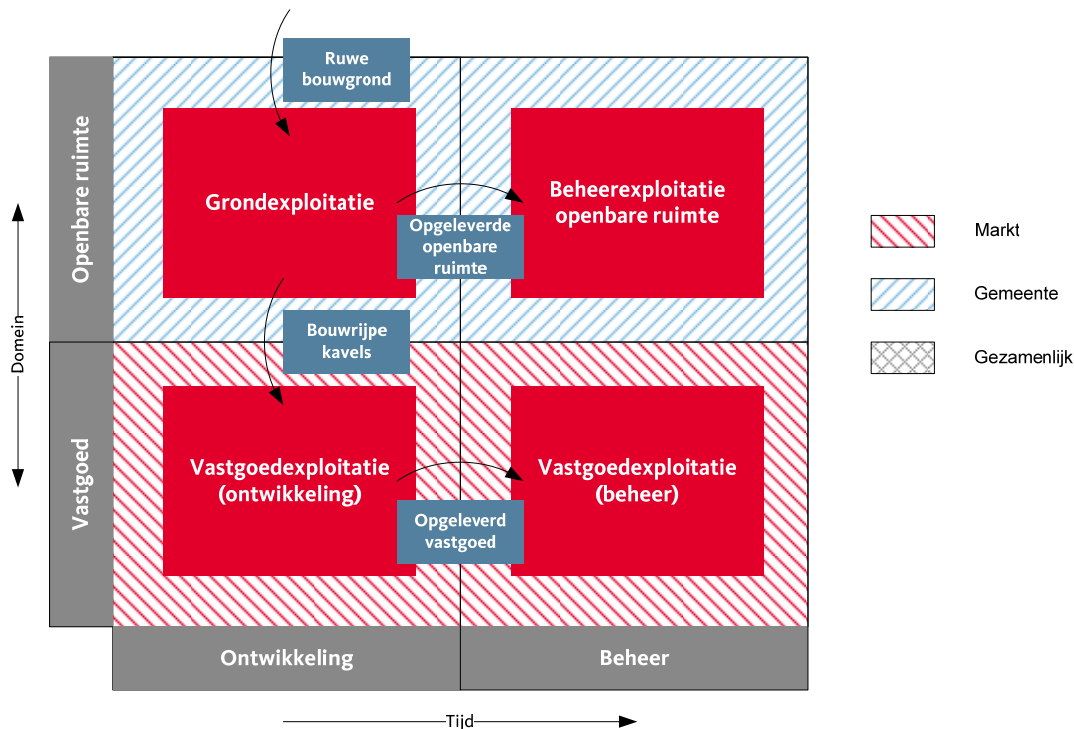 Ruwe
bouwgrond
Openbare ruimte
Grondexploitatie
Beheerexploitatie
openbare ruimte
Opgeleverde
openbare
ruimte
Markt
Gemeente
Gezamenlijk
Domein
Bouwrijpe
kavels
Vastgoed
Vastgoedexploitatie
(ontwikkeling)
Vastgoedexploitatie
(beheer)
Opgeleverd
vastgoed
Ontwikkeling
Beheer
Tijd